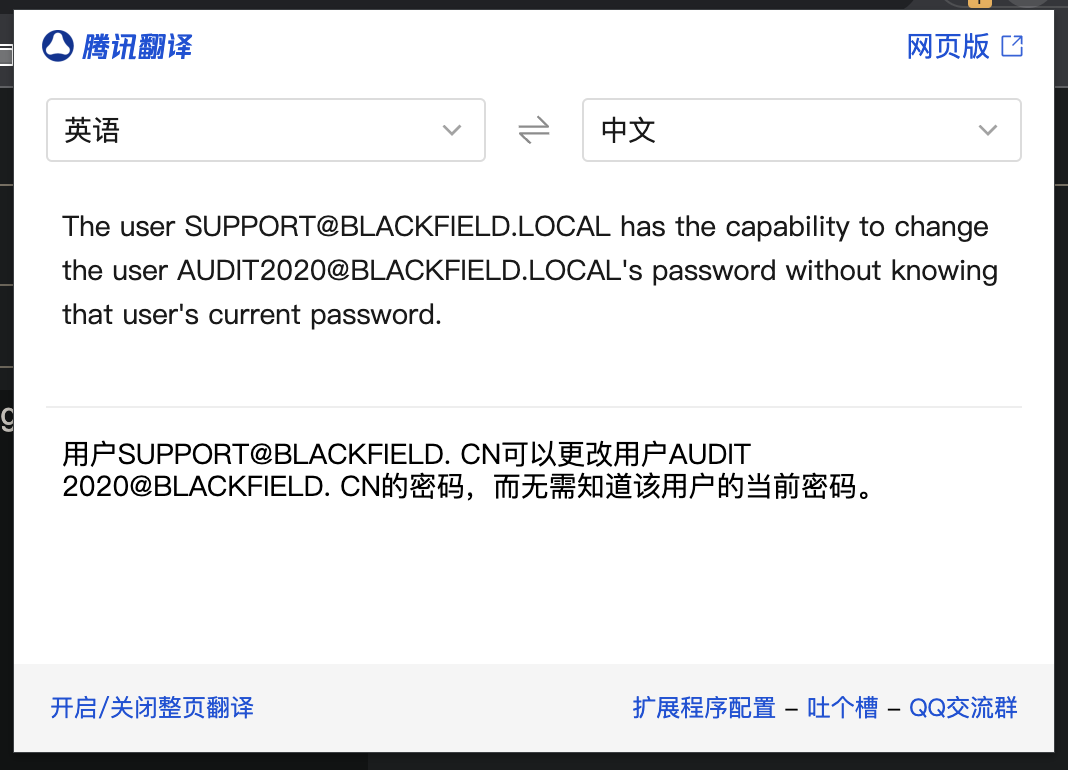 腾讯翻译
网页版
英语
中文
The user SUPPORT@BLACKFIELD.LOCAL has the capability to change
the user AUDIT2020@BLACKFIELD.LOCAL's password without knowing
that user's current password.
用户SUPPORT@BLACKFIELD. CN可以更改用户AUDIT
2020@BLACKFIELD. CN的密码，而无需知道该用户的当前密码。
开启/关闭整页翻译
扩展程序配置 – 吐个槽 – QQ交流群